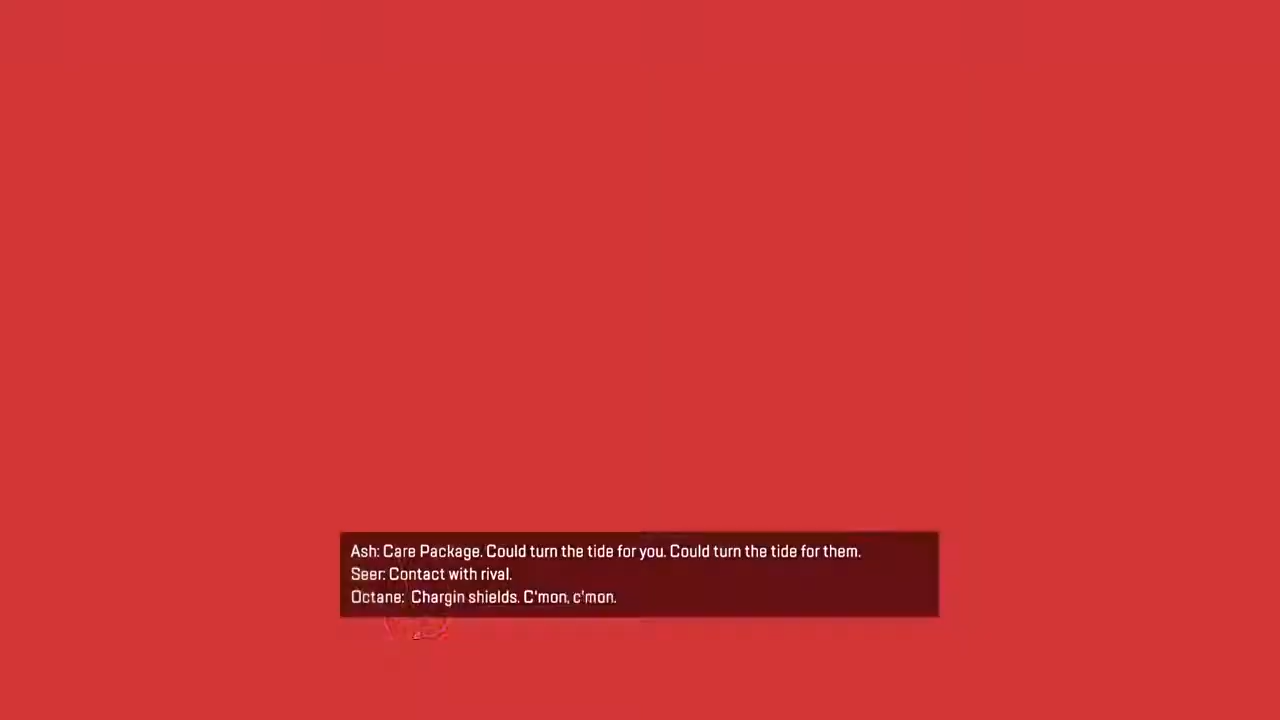 Ash: Care Package. Could turn the tide for you. Could turn the tide for them.
Seer: Contact with rival.
Octane: Chargin shields. C'mon, c'mon.